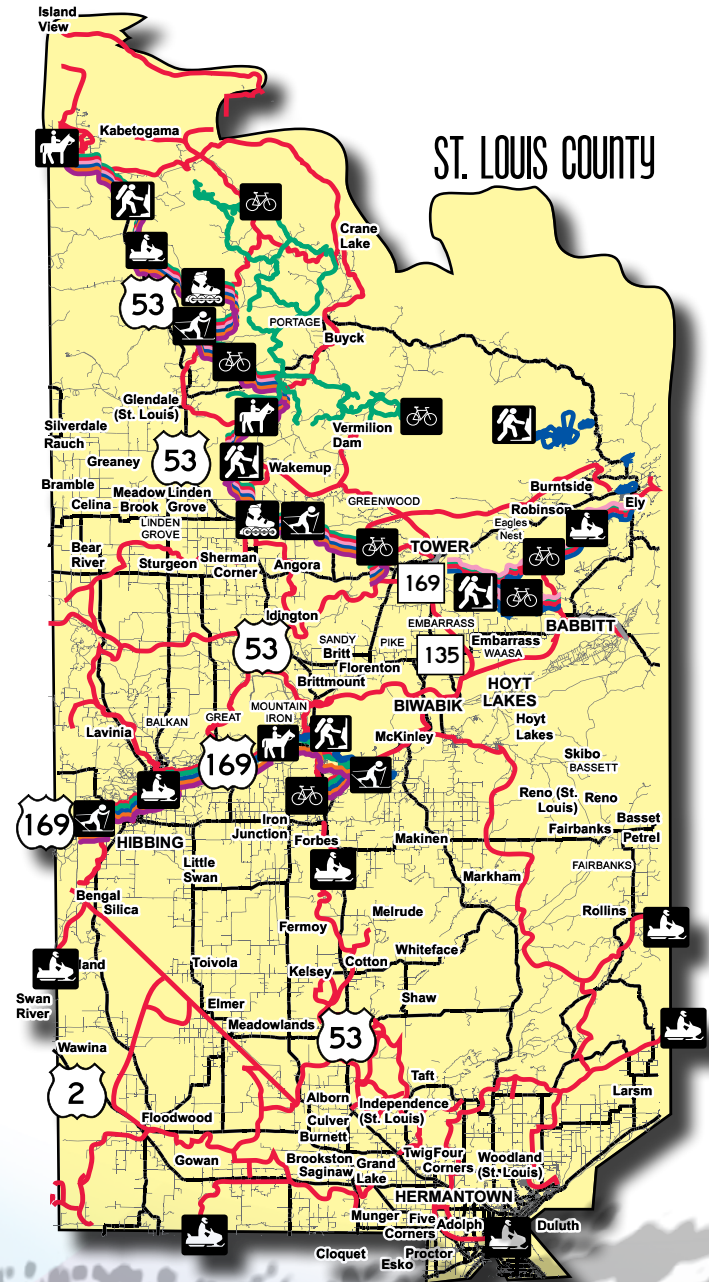 Island
View
Kabetogama
ST. LOUIS COUNTY
Crane
Lake
53
PORTAGE
Buyck
Glendale
(St. Louis)
Silverdale
Rauch
Vermilion
Dam
53
Greaney
Wakemup
Bramble
Meadow Linden
Celina Brook Grove
Burntside
GREENWOOD
Ely
Robinson
Eagles
Nest
LINDEN
GROVE
TOWER
Bear
River
Sherman
Corner
Sturgeon
Angora
169
Idington
EMBARRASS
BABBITT
53
SANDY
PIKE
Embarrass
Britt
WAASA
135
Florenton
Brittmount
HOYT
LAKES
MOUNTAIN
IRON
BIWABIK
BALKAN
GREAT
Hoyt
Lakes
Lavinia
McKinley
169
Skibo
BASSETT
Reno (St.
Louis)
Reno
169
Iron
Junction
Basset
Fairbanks
Petrel
HIBBING
Forbes
Makinen
Little
Swan
FAIRBANKS
Markham
Bengal
Silica
Melrude
Rollins
Fermoy
Whiteface
land
Toivola
Cotton
Kelsey
Swan
River
Elmer
Shaw
Meadowlands
53
Wawina
2
Taft
Larsm
Alborn
Independence
(St. Louis)
Floodwood
Culver
Burnett
Twig
Four
Corners
Woodland
(St. Louis)
Gowan
Brookston
Saginaw
Grand
Lake
HERMANTOWN
Munger
Five
Corners
Adolph
Duluth
Cloquet
Proctor
Esko